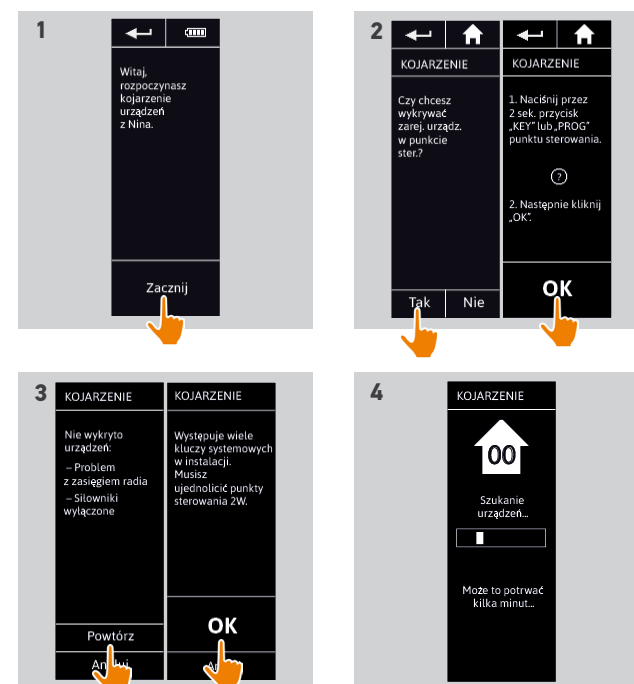 1
Witaj,
rozpoczynasz
kojarzenie
urządzeń
z Nina.
Zacznij
2
KOJARZENIE
Czy chcesz
wykrywać
zarej. urządz.
w punkcie
ster.?
Tak
Nie
KOJARZENIE
1. Naciśnij przez
2 sek. przycisk
„KEY” lub „PROG”
punktu sterowania.
?
2. Następnie kliknij
„OK”.
OK
3
KOJARZENIE
Nie wykryto
urządzeń:
– Problem
z zasięgiem radia
– Siłowniki
wyłączone
Powtórz
KOJARZENIE
Występuje wiele
kluczy systemowych
w instalacji.
Musisz
ujednolicić punkty
sterowania 2W.
OK
4
KOJARZENIE
00
Szukanie
urządzeń...
Może to potrwać
kilka minut...